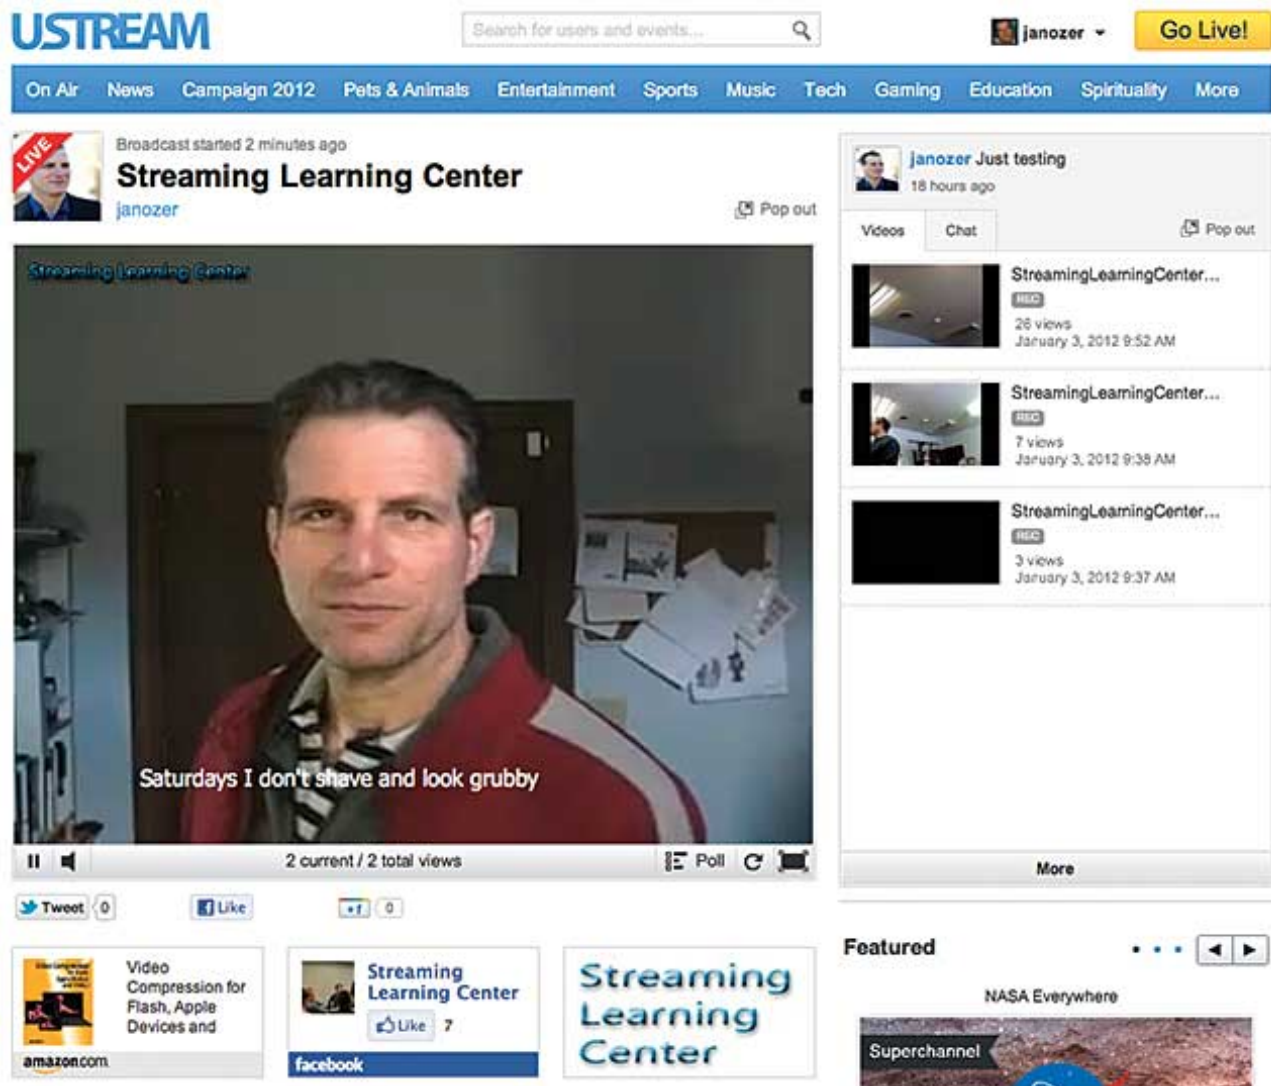 USTREAM
Search for users and events...
janozer
Go Live!
On Air News Campaign 2012 Pets & Animals Entertainment Sports Music Tech Gaming Education Spirituality More
LIVE
Broadcast started 2 minutes ago
Streaming Learning Center
janozer
Pop out
Streaming Learning Center
Saturdays I don't shave and look grubby
2 current / 2 total views
Poll
Tweet 0
Like
+1 0
Video
Compression for
Flash, Apple
Devices and
amazon.com
Streaming
Learning Center
Like 7
facebook
Streaming
Learning
Center
janozer Just testing
18 hours ago
Videos
Chat
Pop out
StreamingLearningCenter...
REC
26 views
January 3, 2012 9:52 AM
StreamingLearningCenter...
REC
7 views
January 3, 2012 9:38 AM
StreamingLearningCenter...
REC
3 views
January 3, 2012 9:37 AM
More
Featured
NASA Everywhere
Superchannel